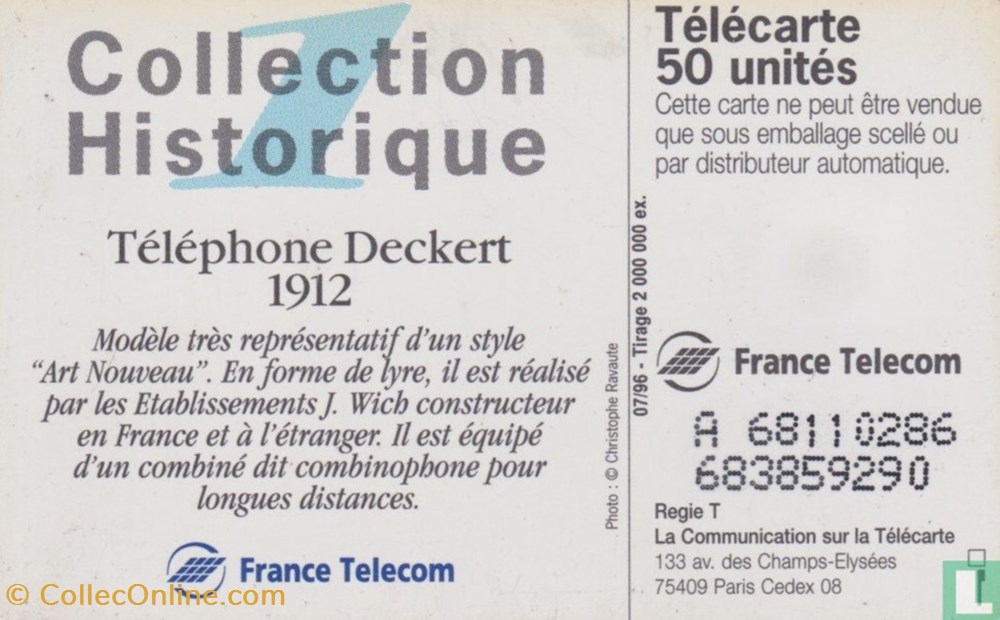 Collection
Historique
1
Téléphone Deckert
1912
Modèle très représentatif d'un style
"Art Nouveau". En forme de lyre, il est réalisé
par les Etablissements J. Wich constructeur
en France et à l'étranger. Il est équipé
d'un combiné dit combinophone pour
longues distances.
France Telecom
Photo : © Christophe Ravaute
07/96 - Tirage 2 000 000 ex.
Télécarte
50 unités
Cette carte ne peut être vendue
que sous emballage scellé ou
par distributeur automatique.
France Telecom
A 68110286
683859290
Regie T
La Communication sur la Télécarte
133 av. des Champs-Elysées
75409 Paris Cedex 08
© CollecOnline.com
L